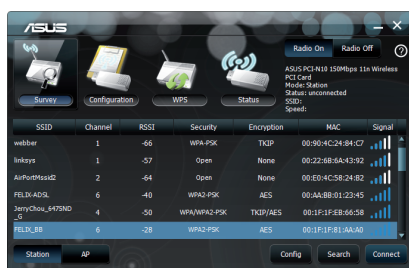 ASUS
Radio On Radio Off
ASUS PCI-N10 150Mbps 11n Wireless
PCI Card
Mode: Station
Status: unconnected
SSID:
Speed:
Survey Configuration WPS Status
SSID Channel RSSI Security Encryption MAC Signal
webber 1 -66 WPA-PSK TKIP 00:90:4C:24:84:C7
linksys 1 -57 Open None 00:22:6B:6A:43:92
AirPortMssid2 2 -64 Open None 00:E0:4C:58:24:B2
FELIX-ADSL 6 -40 WPA2-PSK AES 00:AA:BB:01:23:45
JerryChou_6475ND
_G 4 -50 WPA/WPA2-PSK TKIP/AES 00:1F:1F:EB:66:58
FELIX_BB 6 -28 WPA2-PSK AES 00:1F:1F:81:AA:A0
Station AP Config Search Connect